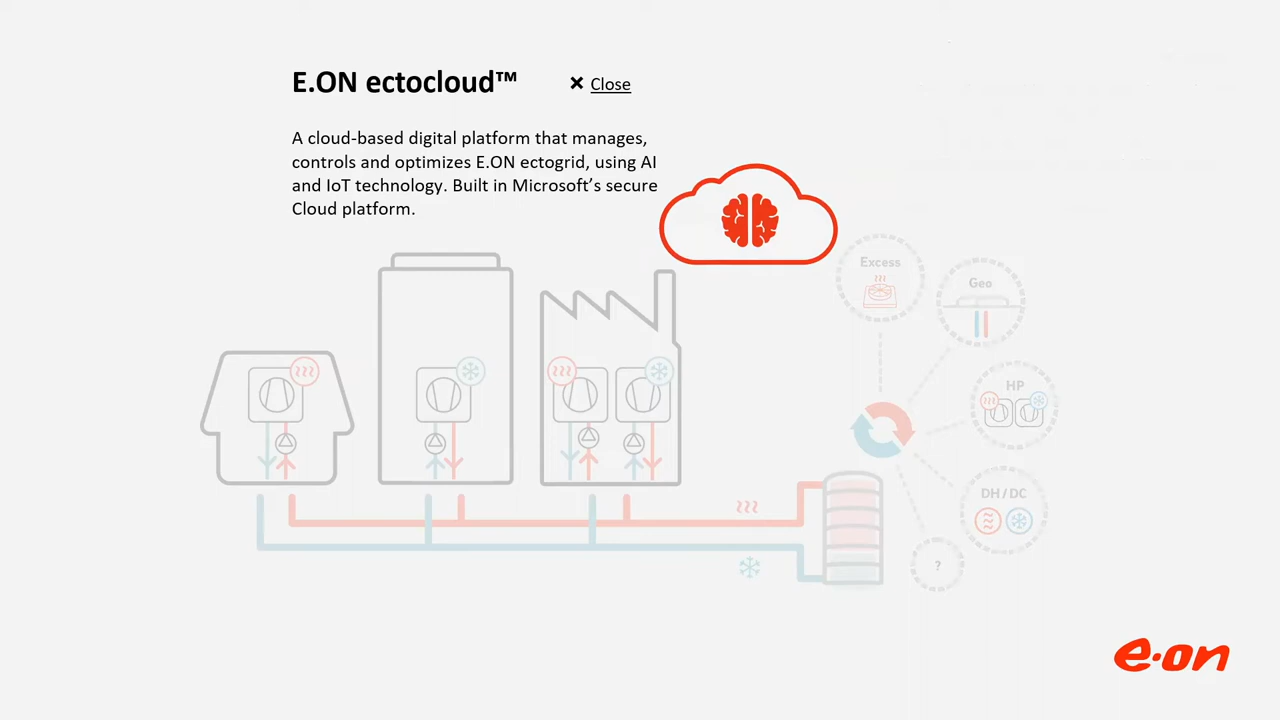 E.ON ectocloud™
× Close
A cloud-based digital platform that manages,
controls and optimizes E.ON ectogrid, using AI
and IoT technology. Built in Microsoft’s secure
Cloud platform.
Excess
Geo
HP
DH / DC
?
e·on